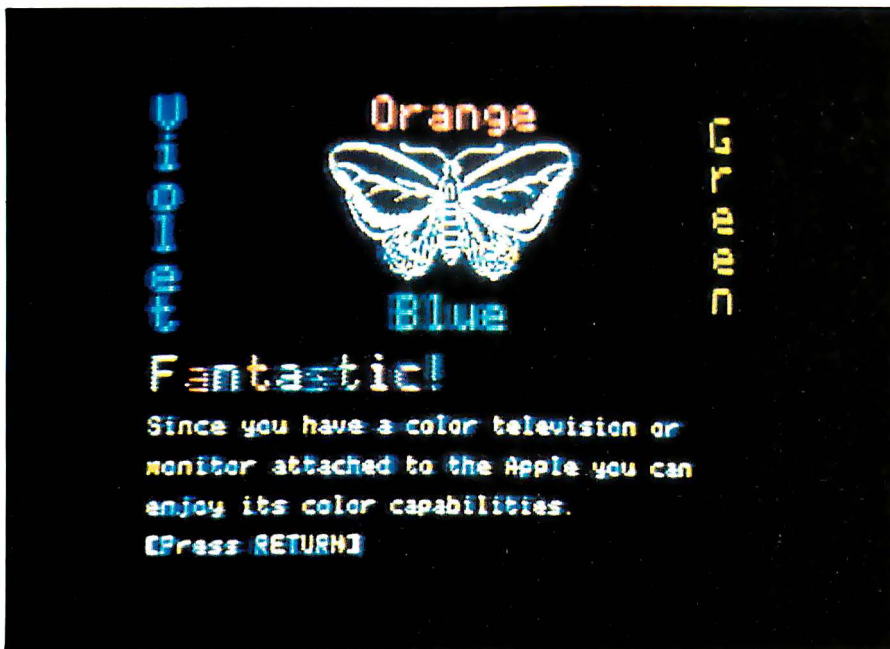 Violet
Orange
Green
Blue
Fantastic!
Since you have a color television or
monitor attached to the Apple you can
enjoy its color capabilities.
[Press RETURN]